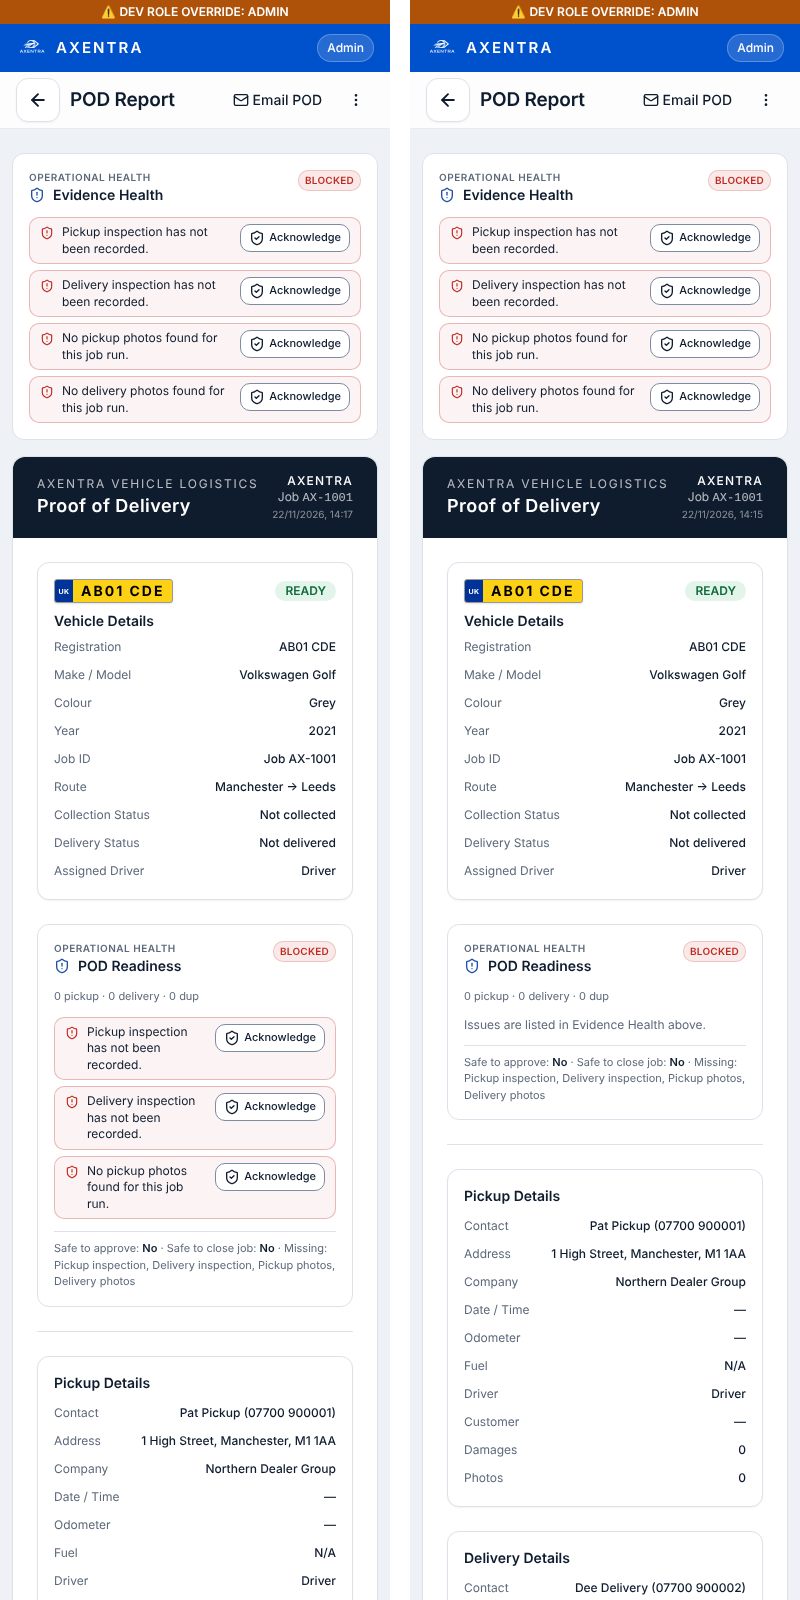 ⚠️ DEV ROLE OVERRIDE: ADMIN
AXENTRA
AXENTRA
Admin
POD Report
Email POD
OPERATIONAL HEALTH
BLOCKED
Evidence Health
Pickup inspection has not
been recorded.
Acknowledge
Delivery inspection has not
been recorded.
Acknowledge
No pickup photos found for
this job run.
Acknowledge
No delivery photos found for
this job run.
Acknowledge
AXENTRA VEHICLE LOGISTICS
Proof of Delivery
AXENTRA
Job AX-1001
22/11/2026, 14:17
UK AB01 CDE
READY
Vehicle Details
Registration AB01 CDE
Make / Model Volkswagen Golf
Colour Grey
Year 2021
Job ID Job AX-1001
Route Manchester → Leeds
Collection Status Not collected
Delivery Status Not delivered
Assigned Driver Driver
OPERATIONAL HEALTH
BLOCKED
POD Readiness
0 pickup · 0 delivery · 0 dup
Pickup inspection
has not been
recorded.
Acknowledge
Delivery inspection
has not been
recorded.
Acknowledge
No pickup photos
found for this job
run.
Acknowledge
Safe to approve: No · Safe to close job: No · Missing:
Pickup inspection, Delivery inspection, Pickup photos,
Delivery photos
Pickup Details
Contact Pat Pickup (07700 900001)
Address 1 High Street, Manchester, M1 1AA
Company Northern Dealer Group
Date / Time —
Odometer —
Fuel N/A
Driver Driver
⚠️ DEV ROLE OVERRIDE: ADMIN
AXENTRA
AXENTRA
Admin
POD Report
Email POD
OPERATIONAL HEALTH
BLOCKED
Evidence Health
Pickup inspection has not
been recorded.
Acknowledge
Delivery inspection has not
been recorded.
Acknowledge
No pickup photos found for
this job run.
Acknowledge
No delivery photos found for
this job run.
Acknowledge
AXENTRA VEHICLE LOGISTICS
Proof of Delivery
AXENTRA
Job AX-1001
22/11/2026, 14:15
UK AB01 CDE
READY
Vehicle Details
Registration AB01 CDE
Make / Model Volkswagen Golf
Colour Grey
Year 2021
Job ID Job AX-1001
Route Manchester → Leeds
Collection Status Not collected
Delivery Status Not delivered
Assigned Driver Driver
OPERATIONAL HEALTH
BLOCKED
POD Readiness
0 pickup · 0 delivery · 0 dup
Issues are listed in Evidence Health above.
Safe to approve: No · Safe to close job: No · Missing:
Pickup inspection, Delivery inspection, Pickup photos,
Delivery photos
Pickup Details
Contact Pat Pickup (07700 900001)
Address 1 High Street, Manchester, M1 1AA
Company Northern Dealer Group
Date / Time —
Odometer —
Fuel N/A
Driver Driver
Customer —
Damages 0
Photos 0
Delivery Details
Contact Dee Delivery (07700 900002)